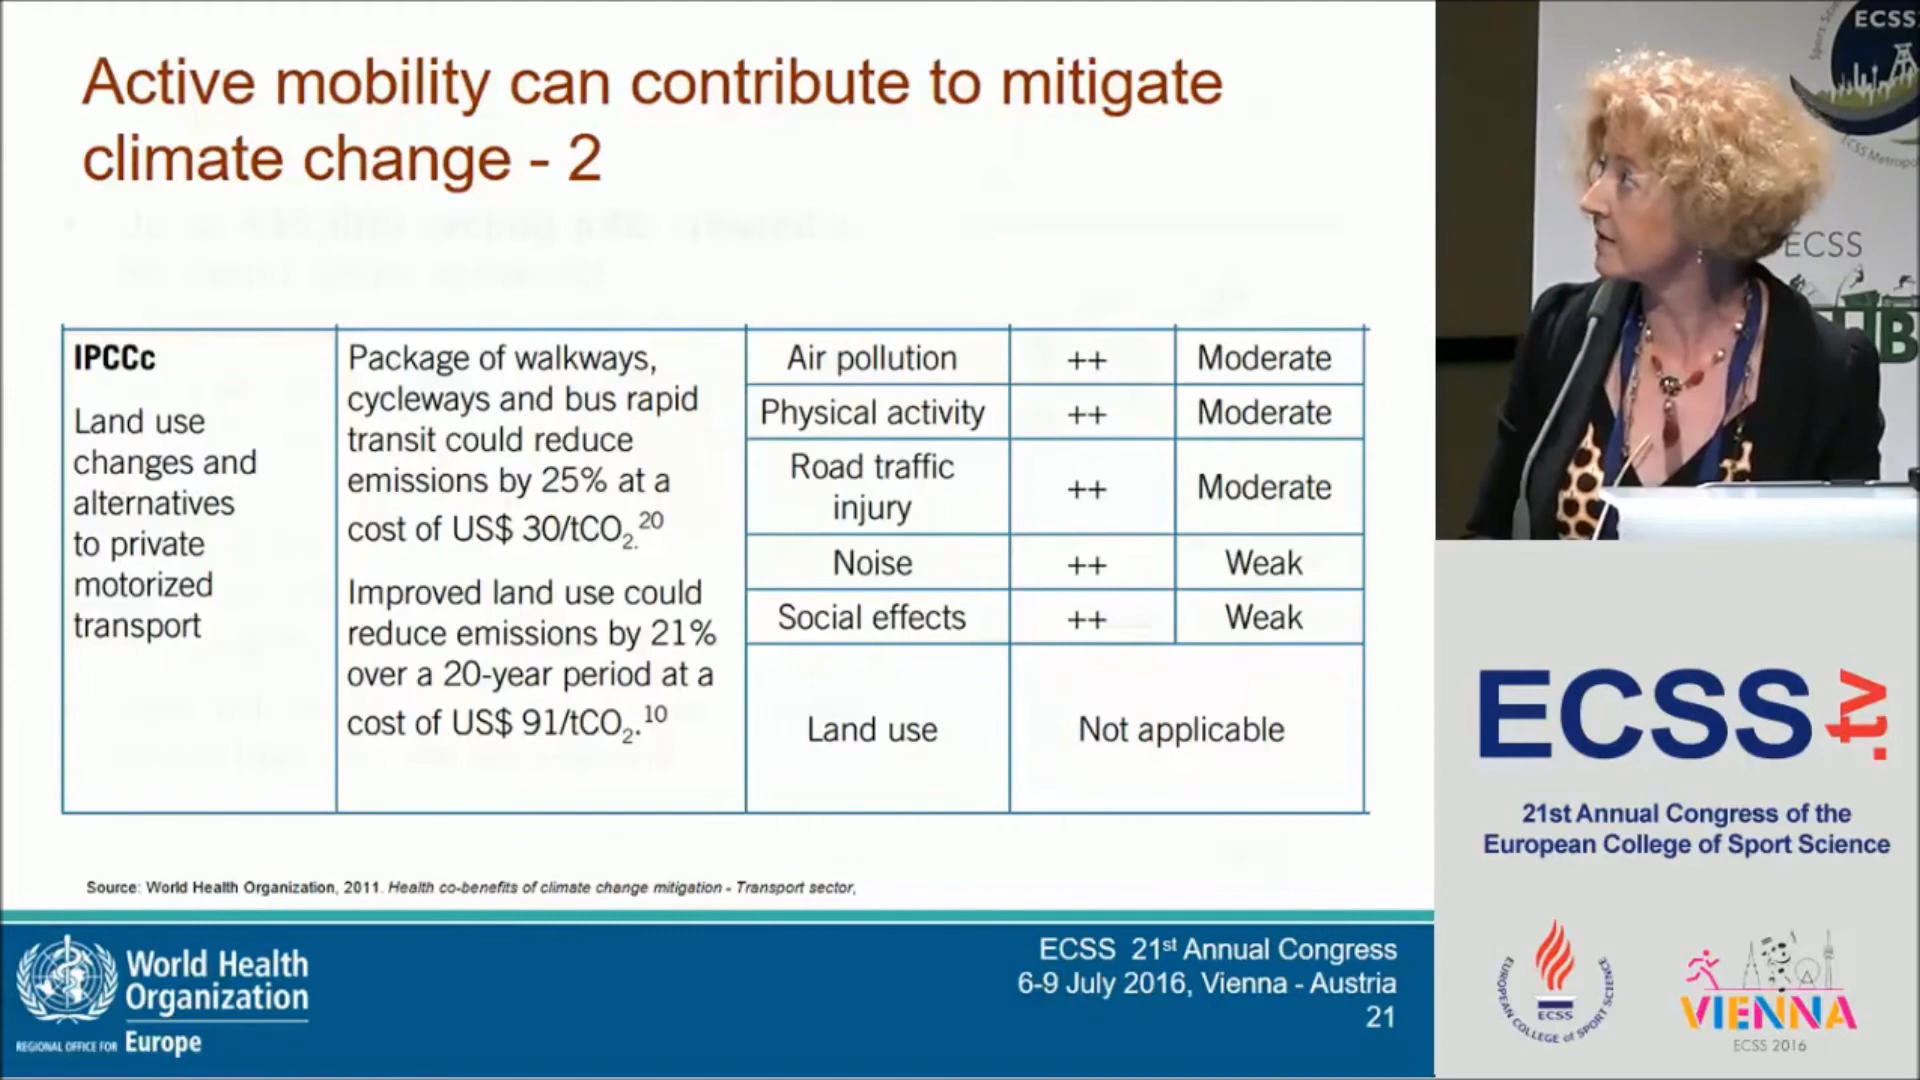 Active mobility can contribute to mitigate
climate change - 2
IPCCc
Land use
changes and
alternatives
to private
motorized
transport
Package of walkways,
cycleways and bus rapid
transit could reduce
emissions by 25% at a
cost of US$ 30/tCO₂.²⁰
Improved land use could
reduce emissions by 21%
over a 20-year period at a
cost of US$ 91/tCO₂.¹⁰
Air pollution ++ Moderate
Physical activity ++ Moderate
Road traffic
injury ++ Moderate
Noise ++ Weak
Social effects ++ Weak
Land use Not applicable
Source: World Health Organization, 2011. Health co-benefits of climate change mitigation - Transport sector,
World Health
Organization
REGIONAL OFFICE FOR Europe
ECSS 21st Annual Congress
6-9 July 2016, Vienna - Austria
21
ECSS
ECSS
ECSS.tv
21st Annual Congress of the
European College of Sport Science
EUROPEAN COLLEGE of SPORT SCIENCE
ECSS
VIENNA
ECSS 2016